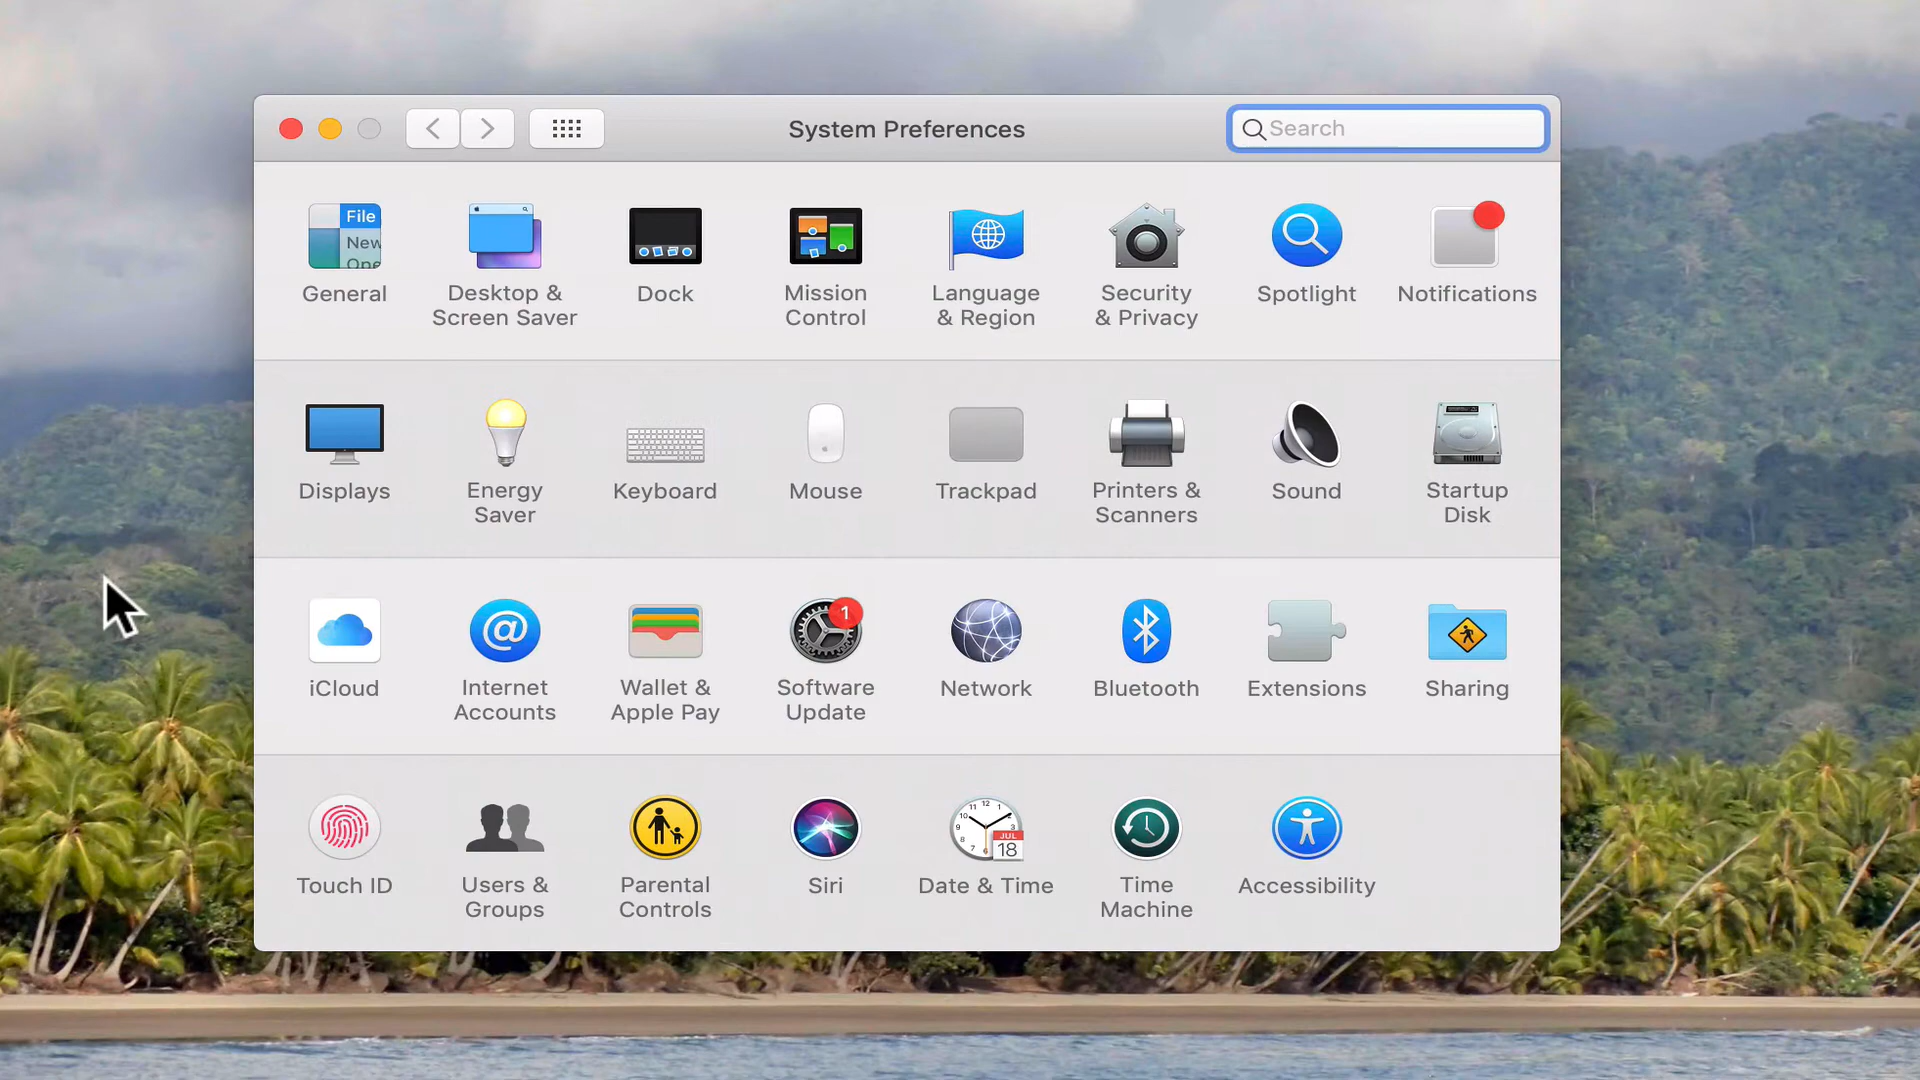 System Preferences
Search
File
New
Ope
General
Desktop &
Screen Saver
Dock
Mission
Control
Language
& Region
Security
& Privacy
Spotlight
Notifications
Displays
Energy
Saver
Keyboard
Mouse
Trackpad
Printers &
Scanners
Sound
Startup
Disk
@
1
iCloud
Internet
Accounts
Wallet &
Apple Pay
Software
Update
Network
Bluetooth
Extensions
Sharing
JUL
18
Touch ID
Users &
Groups
Parental
Controls
Siri
Date & Time
Time
Machine
Accessibility